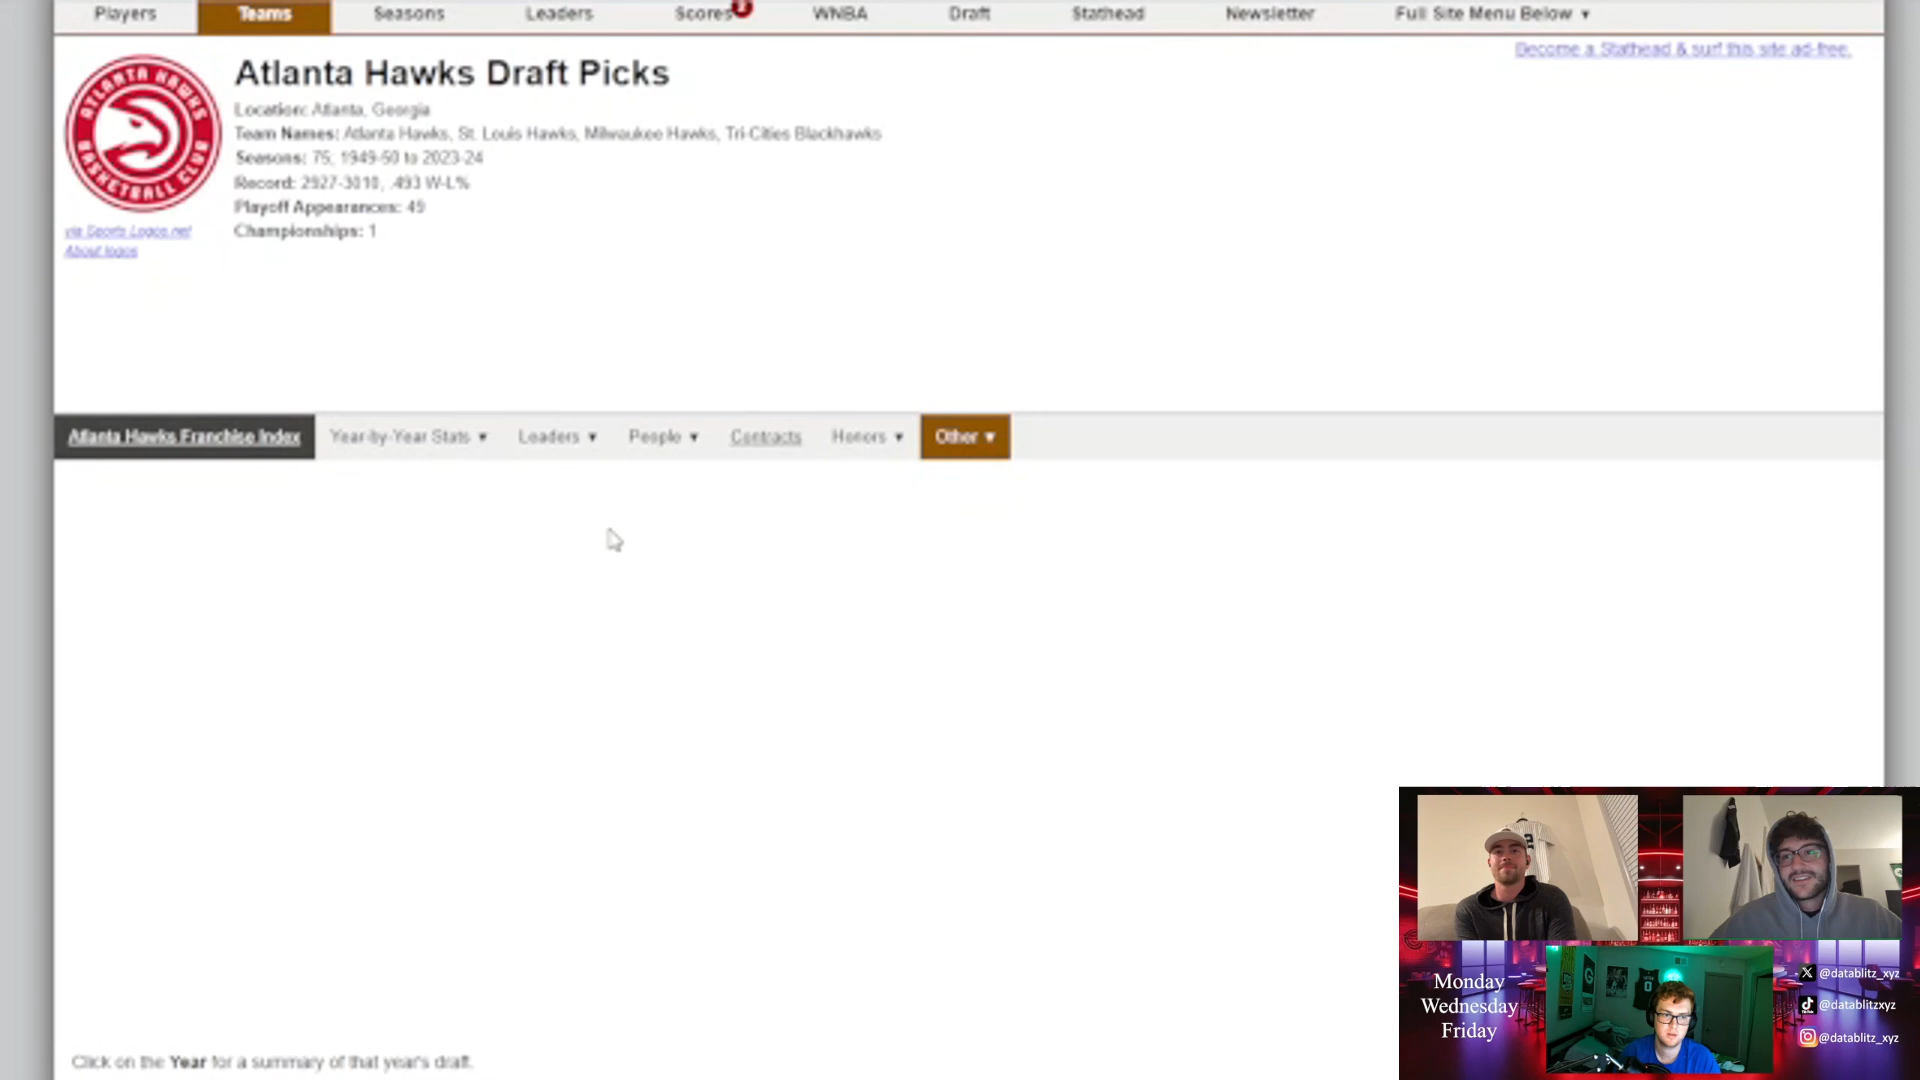 Players Teams Seasons Leaders Scores WNBA Draft Stathead Newsletter Full Site Menu Below ▼
Become a Stathead & surf this site ad-free.
ATLANTA HAWKS
BASKETBALL CLUB
Atlanta Hawks Draft Picks
Location: Atlanta, Georgia
Team Names: Atlanta Hawks, St. Louis Hawks, Milwaukee Hawks, Tri-Cities Blackhawks
Seasons: 75; 1949-50 to 2023-24
Record: 2927-3010, .493 W-L%
Playoff Appearances: 49
Championships: 1
via Sports Logos.net
About logos
Atlanta Hawks Franchise Index Year-by-Year Stats ▼ Leaders ▼ People ▼ Contracts Honors ▼ Other ▼
Click on the Year for a summary of that year's draft.
Monday
Wednesday
Friday
@datablitz_xyz
@datablitzxyz
@datablitz_xyz